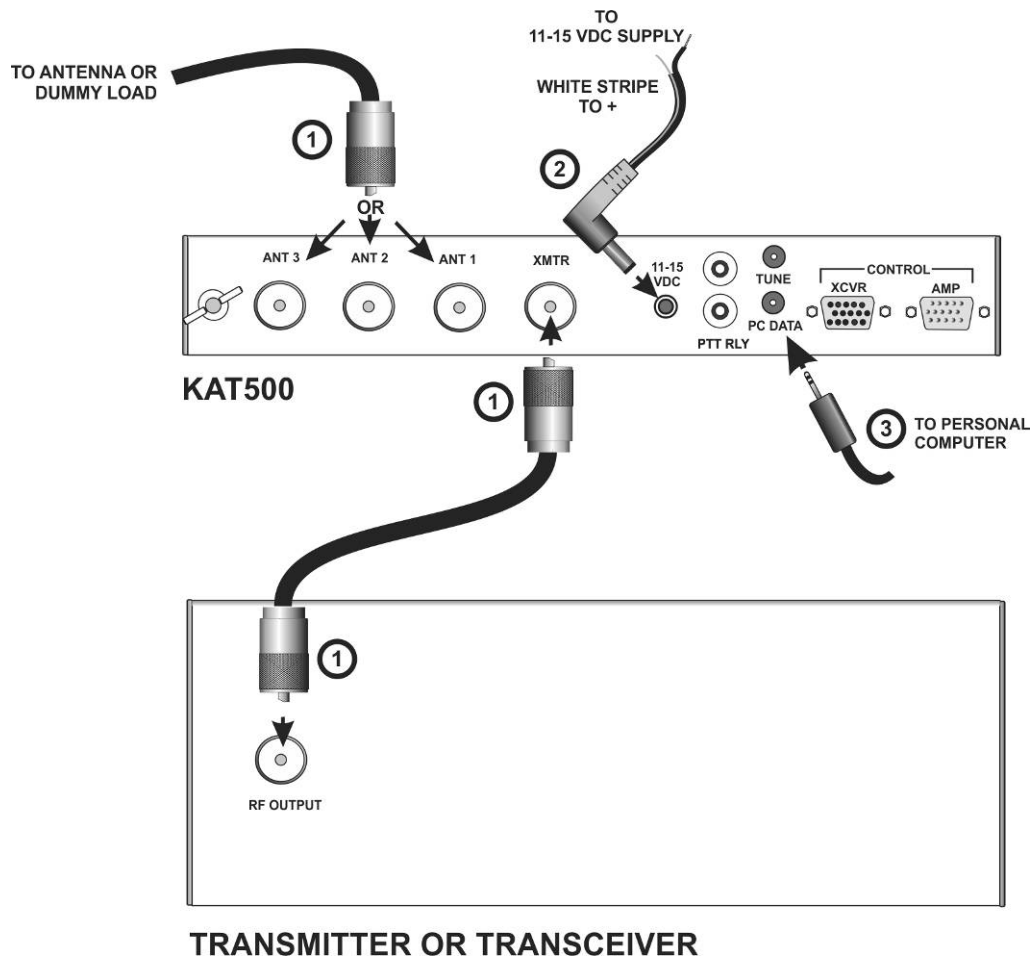 TO
11-15 VDC SUPPLY
TO ANTENNA OR
DUMMY LOAD
WHITE STRIPE
TO +
1
2
OR
ANT 3
ANT 2
ANT 1
XMTR
11-15
VDC
TUNE
PC DATA
PTT RLY
CONTROL
XCVR
AMP
KAT500
1
3
TO PERSONAL
COMPUTER
1
RF OUTPUT
TRANSMITTER OR TRANSCEIVER